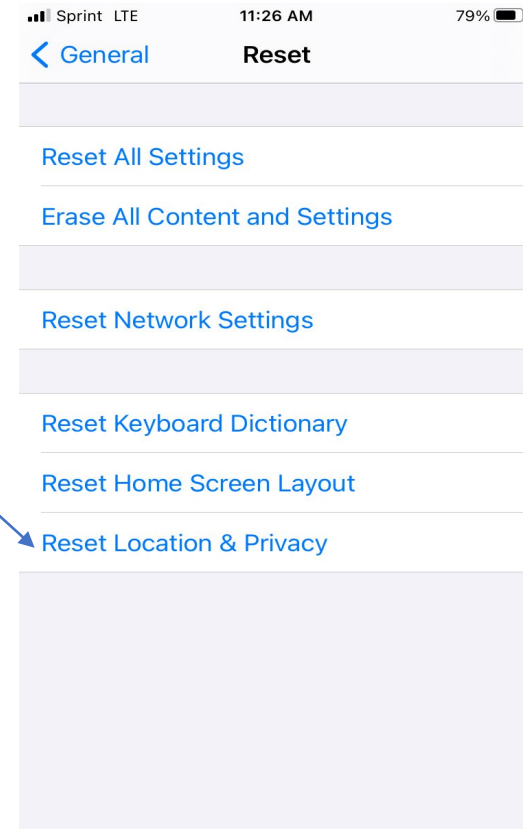 Sprint LTE 11:26 AM 79%
General Reset
Reset All Settings
Erase All Content and Settings
Reset Network Settings
Reset Keyboard Dictionary
Reset Home Screen Layout
Reset Location & Privacy